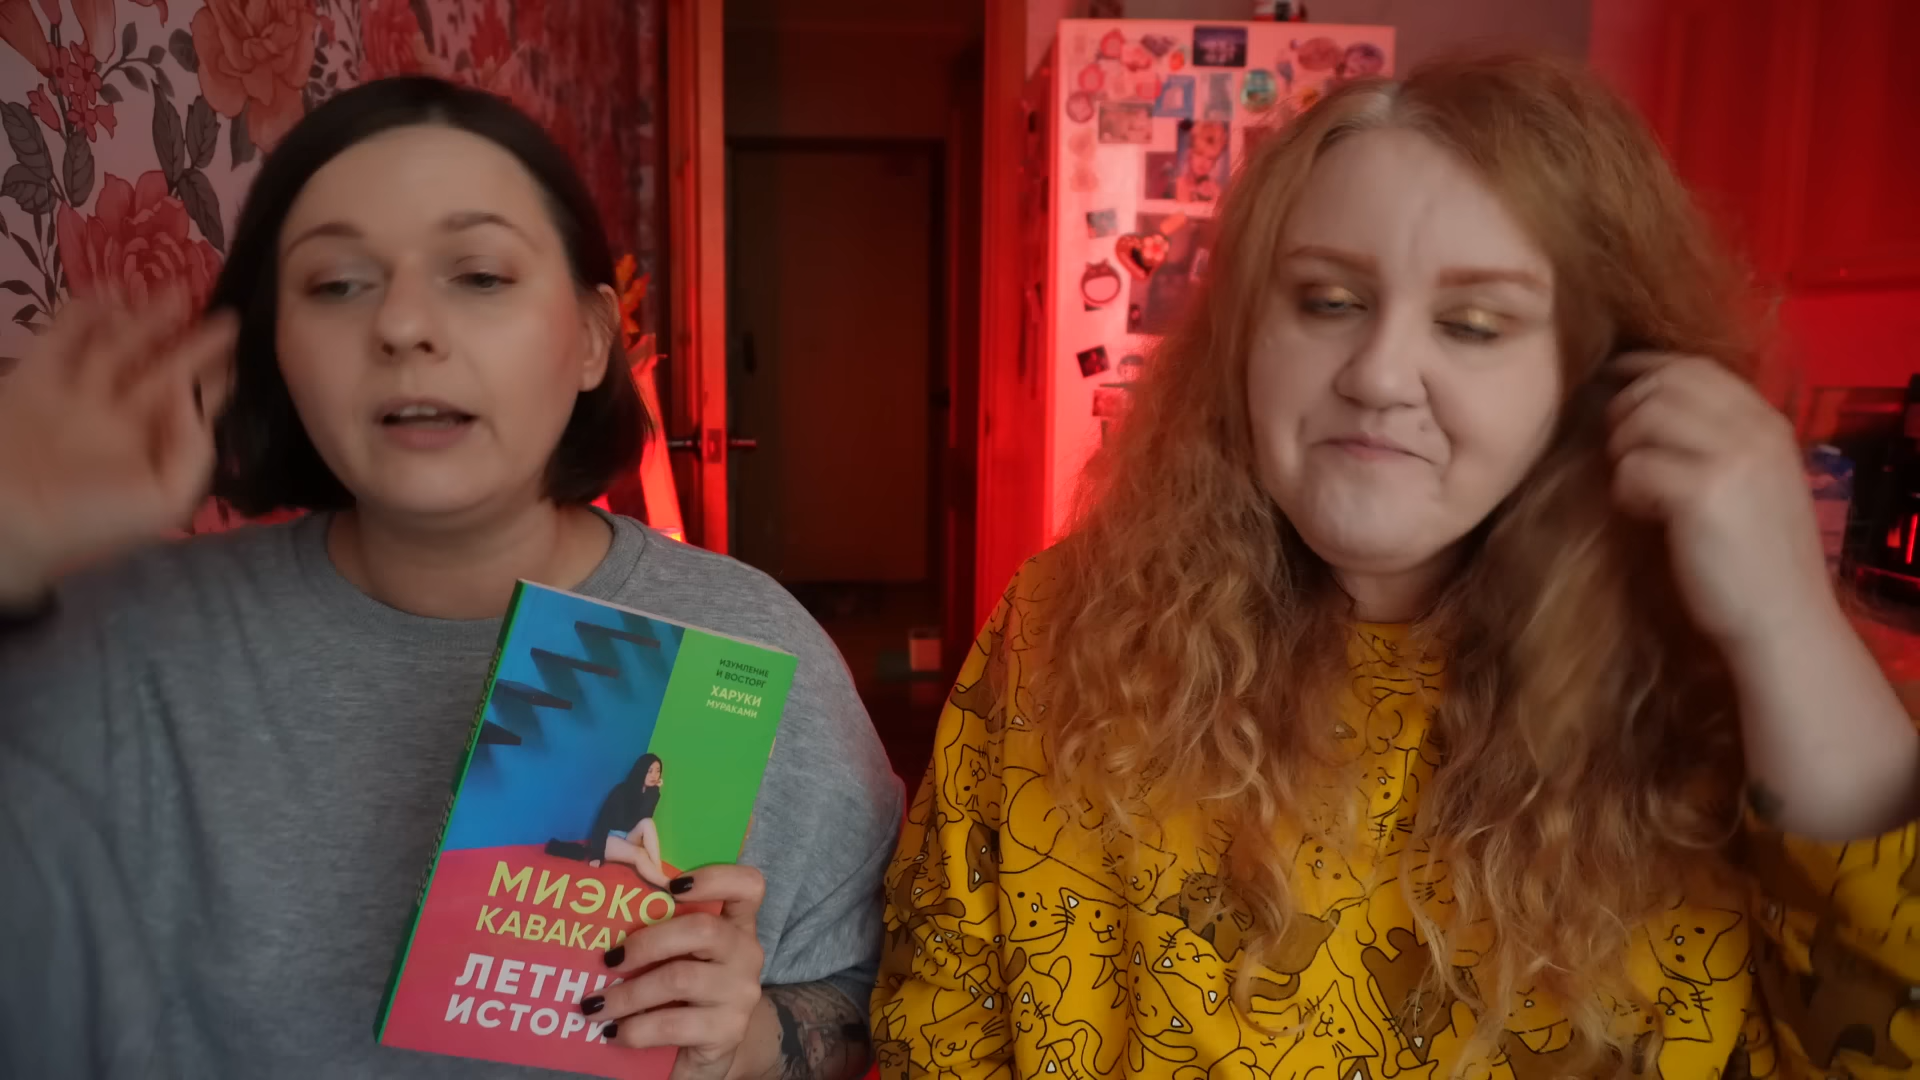 ИЗУМЛЕНИЕ
И ВОСТОРГ
ХАРУКИ
МУРАКАМИ
МИЭКО
КАВАКА
ЛЕТНИ
ИСТОРИ